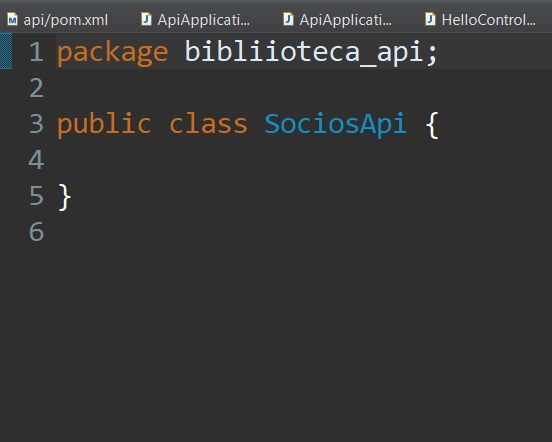 api/pom.xml ApiApplicati... ApiApplicati... HelloControl...
1 package bibliioteca_api;
2
3 public class SociosApi {
4
5 }
6